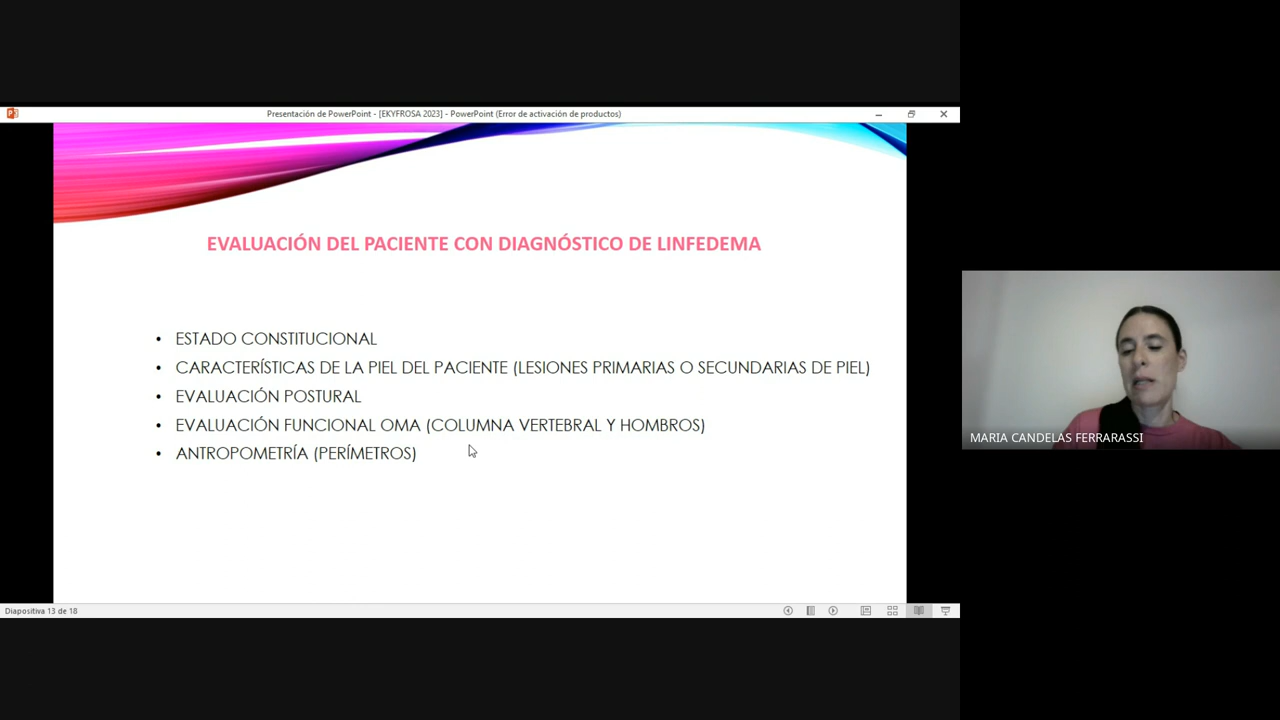 Presentación de PowerPoint - [EKYFROSA 2023] - PowerPoint (Error de activación de productos)
EVALUACIÓN DEL PACIENTE CON DIAGNÓSTICO DE LINFEDEMA
• ESTADO CONSTITUCIONAL
• CARACTERÍSTICAS DE LA PIEL DEL PACIENTE (LESIONES PRIMARIAS O SECUNDARIAS DE PIEL)
• EVALUACIÓN POSTURAL
• EVALUACIÓN FUNCIONAL OMA (COLUMNA VERTEBRAL Y HOMBROS)
• ANTROPOMETRÍA (PERÍMETROS)
MARIA CANDELAS FERRARASSI
Diapositiva 13 de 18